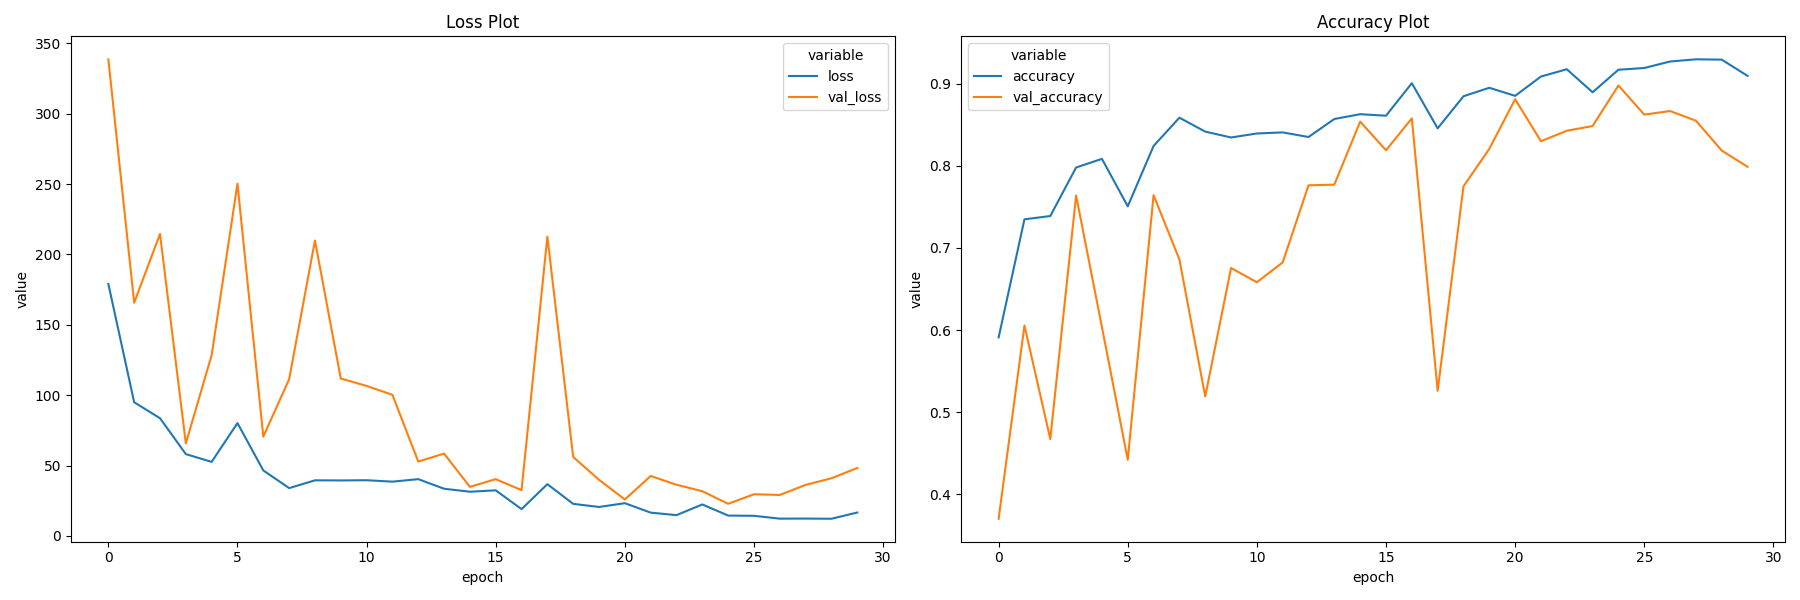 Loss Plot
350
300
250
200
150
100
50
0
value
0 5 10 15 20 25 30
epoch
variable
loss
val_loss
Accuracy Plot
0.9
0.8
0.7
0.6
0.5
0.4
value
0 5 10 15 20 25 30
epoch
variable
accuracy
val_accuracy